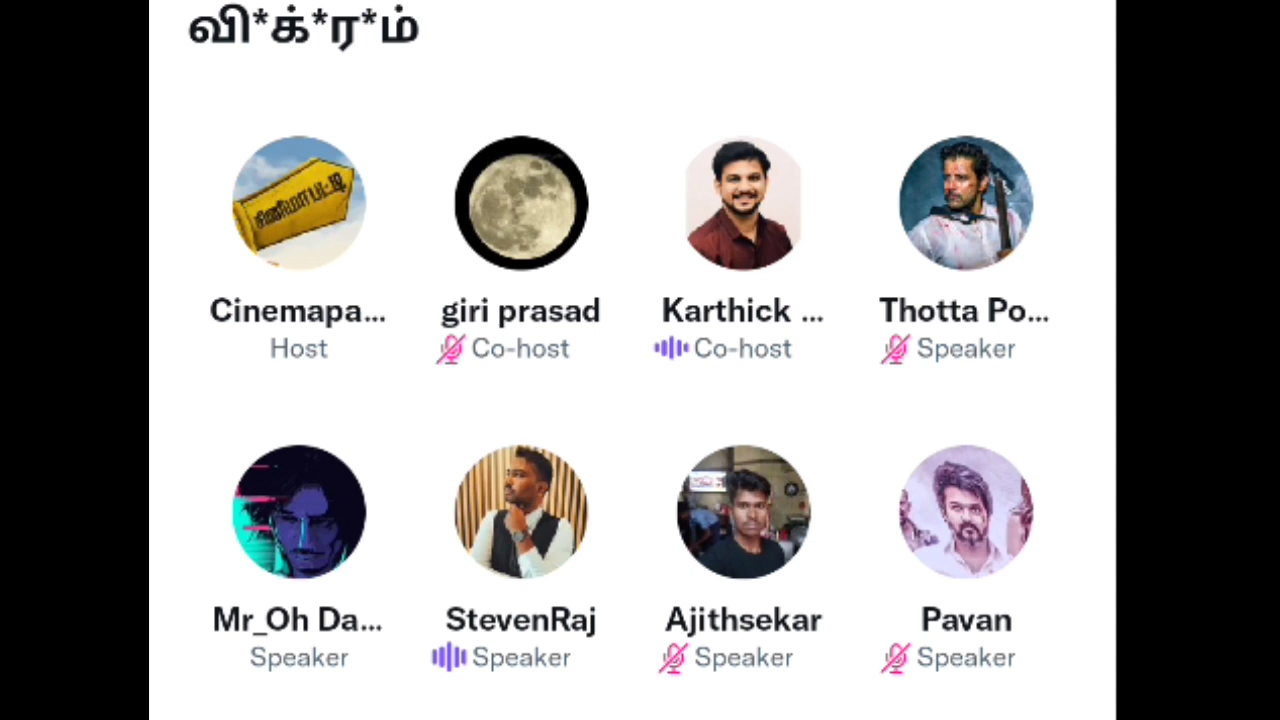 வி*க்*ர*ம்
சினிமாபட்டி
Cinemapa... giri prasad Karthick ... Thotta Po...
Host Co-host Co-host Speaker
Mr_Oh Da... StevenRaj Ajithsekar Pavan
Speaker Speaker Speaker Speaker